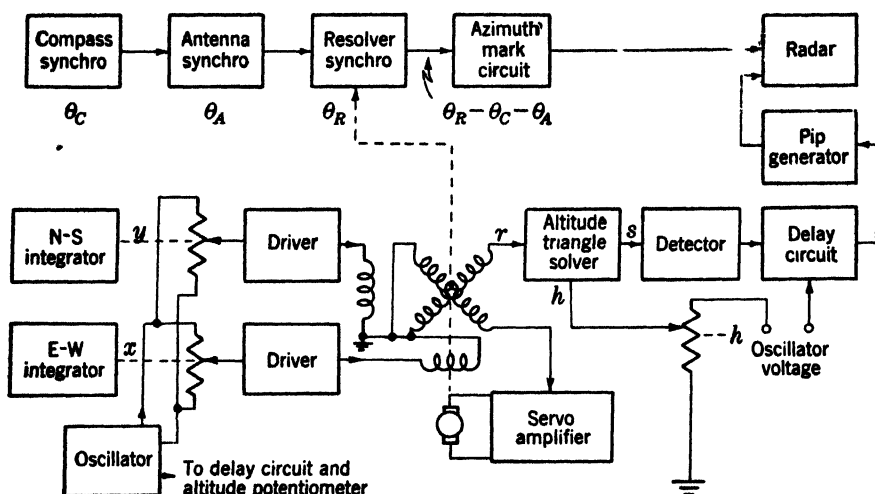 Compass
synchro
Antenna
synchro
Resolver
synchro
Azimuth
mark
circuit
Radar
θC
θA
θR
θR − θC − θA
Pip
generator
N-S
integrator
y
Driver
r
Altitude
triangle
solver
s
Detector
Delay
circuit
h
E-W
integrator
x
Driver
h
Oscillator
voltage
Servo
amplifier
Oscillator
To delay circuit and
altitude potentiometer